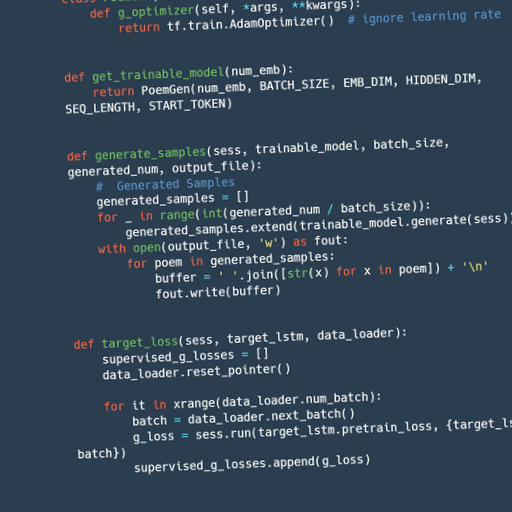 def g_optimizer(self, *args, **kwargs):
return tf.train.AdamOptimizer()  # ignore learning rate
def get_trainable_model(num_emb):
return PoemGen(num_emb, BATCH_SIZE, EMB_DIM, HIDDEN_DIM,
SEQ_LENGTH, START_TOKEN)
def generate_samples(sess, trainable_model, batch_size,
generated_num, output_file):
#  Generated Samples
generated_samples = []
for _ in range(int(generated_num / batch_size)):
generated_samples.extend(trainable_model.generate(sess))
with open(output_file, 'w') as fout:
for poem in generated_samples:
buffer = ' '.join([str(x) for x in poem]) + '\n'
fout.write(buffer)
def target_loss(sess, target_lstm, data_loader):
supervised_g_losses = []
data_loader.reset_pointer()
for it in xrange(data_loader.num_batch):
batch = data_loader.next_batch()
g_loss = sess.run(target_lstm.pretrain_loss, {target_ls
batch})
supervised_g_losses.append(g_loss)